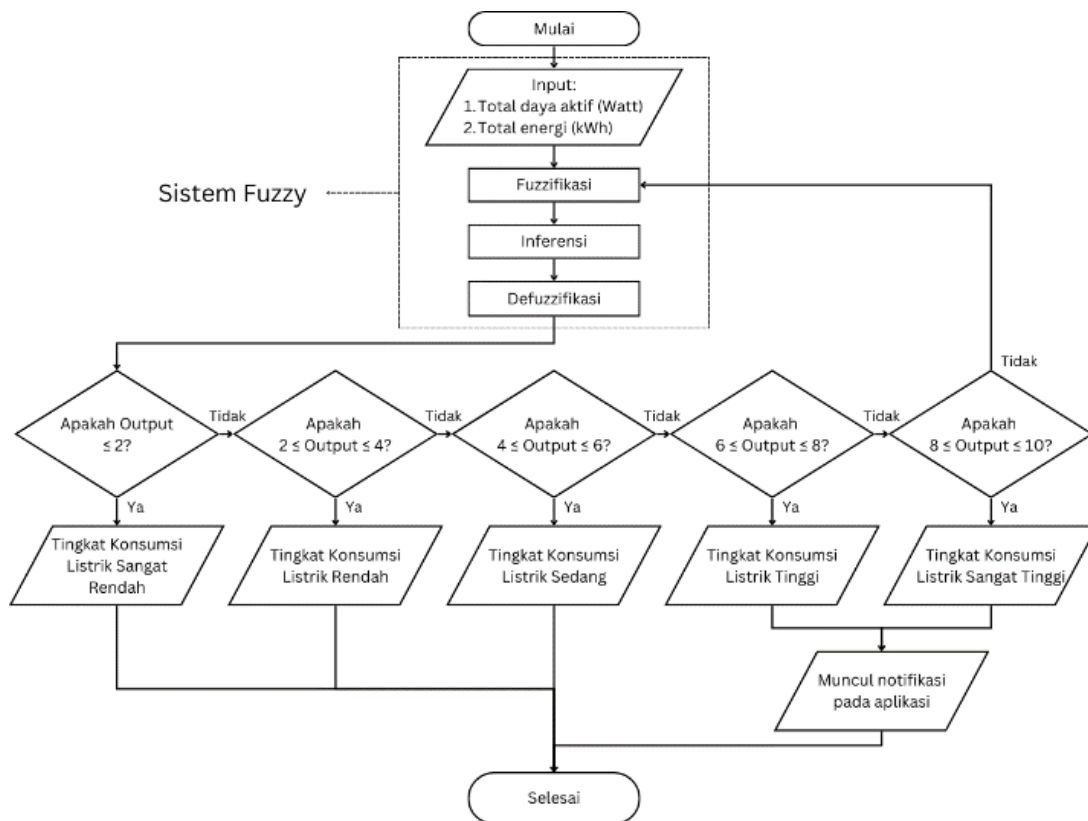 Mulai
Input:
1. Total daya aktif (Watt)
2. Total energi (kWh)
Sistem Fuzzy
Fuzzifikasi
Inferensi
Defuzzifikasi
Tidak
Apakah Output
≤ 2?
Tidak
Apakah
2 ≤ Output ≤ 4?
Tidak
Apakah
4 ≤ Output ≤ 6?
Tidak
Apakah
6 ≤ Output ≤ 8?
Tidak
Apakah
8 ≤ Output ≤ 10?
Ya
Ya
Ya
Ya
Ya
Tingkat Konsumsi
Listrik Sangat
Rendah
Tingkat Konsumsi
Listrik Rendah
Tingkat Konsumsi
Listrik Sedang
Tingkat Konsumsi
Listrik Tinggi
Tingkat Konsumsi
Listrik Sangat Tinggi
Muncul notifikasi
pada aplikasi
Selesai